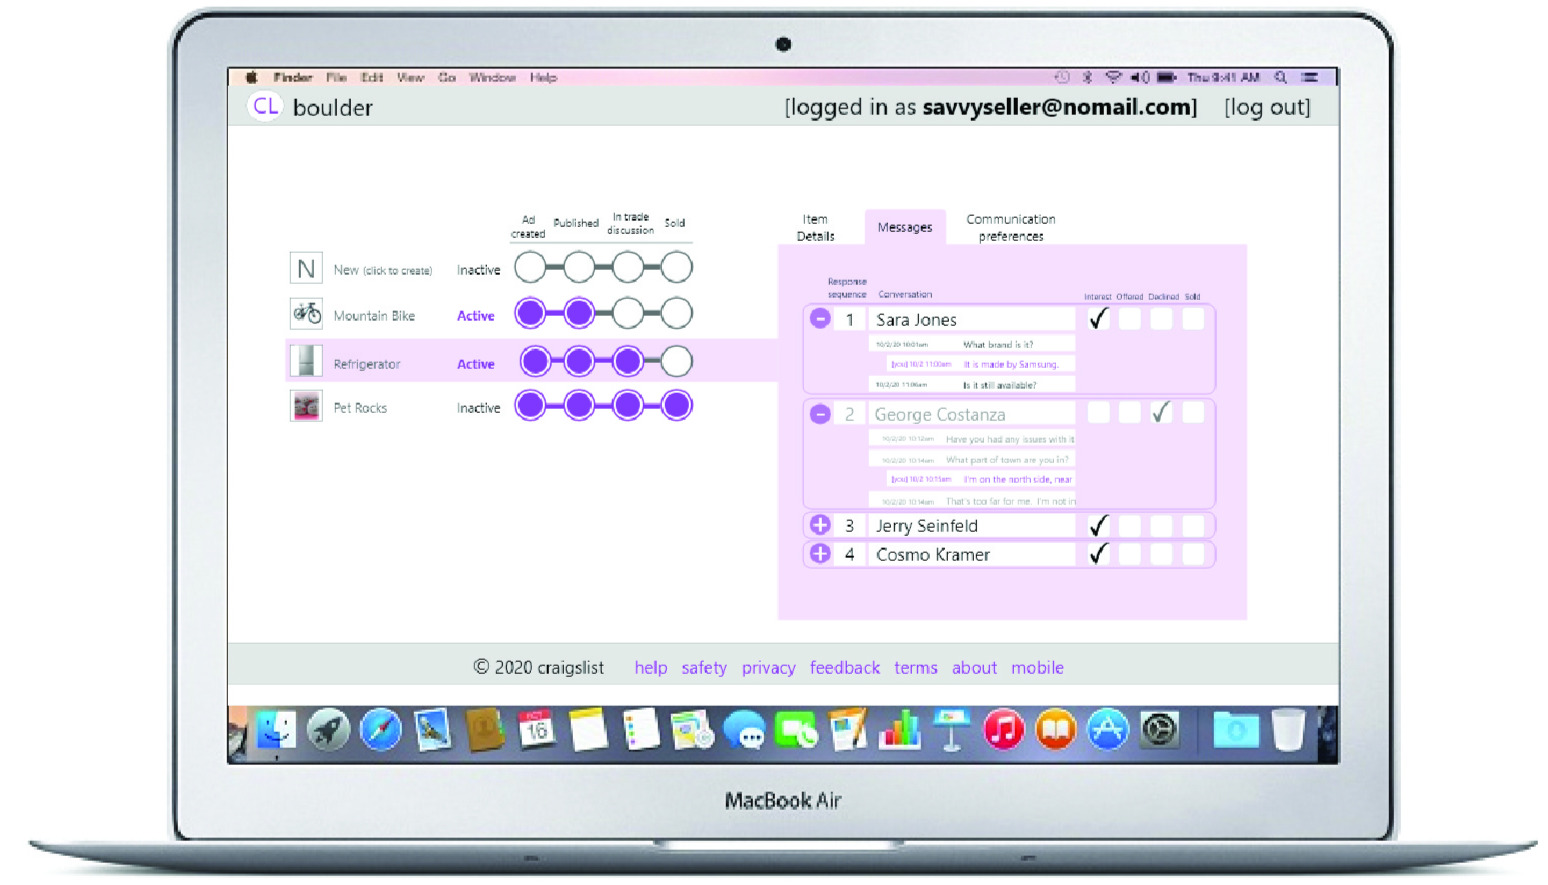 Finder File Edit View Go Window Help Thu 9:41 AM
CL boulder [logged in as savvyseller@nomail.com] [log out]
Ad created Published In trade discussion Sold
N New (click to create) Inactive
Mountain Bike Active
Refrigerator Active
Pet Rocks Inactive
Item Details Messages Communication preferences
Response sequence Conversation Interest Offered Declined Sold
1 Sara Jones
10/2/20 10:01am What brand is it?
[you] 10/2 11:00am It is made by Samsung.
10/2/20 11:06am Is it still available?
2 George Costanza
10/2/20 10:12am Have you had any issues with it
10/2/20 10:14am What part of town are you in?
[you] 10/2 10:15am I'm on the north side, near
10/2/20 10:14am That's too far for me. I'm not in
3 Jerry Seinfeld
4 Cosmo Kramer
© 2020 craigslist help safety privacy feedback terms about mobile
OCT
16
MacBook Air